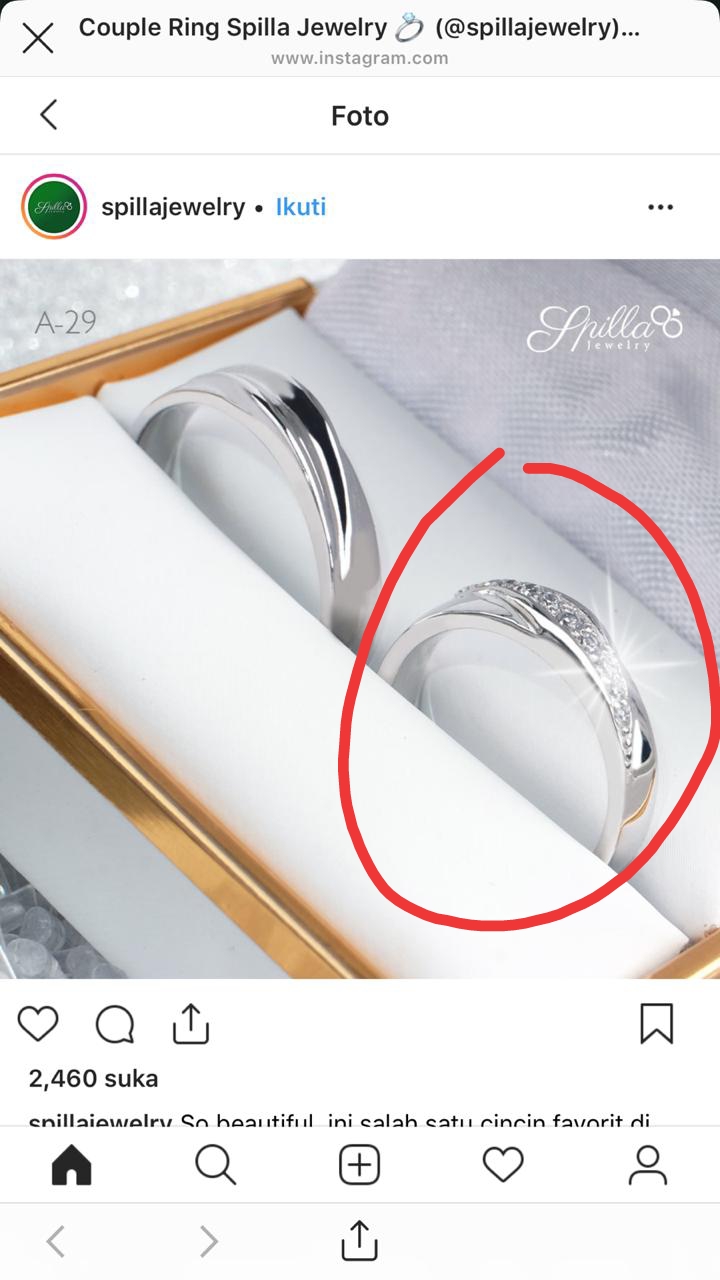 Couple Ring Spilla Jewelry 💍 (@spillajewelry)...
www.instagram.com
Foto
spillajewelry • Ikuti
A-29
Spilla
Jewelry
Spilla
2,460 suka
spillajewelry So beautiful, ini salah satu cincin favorit di